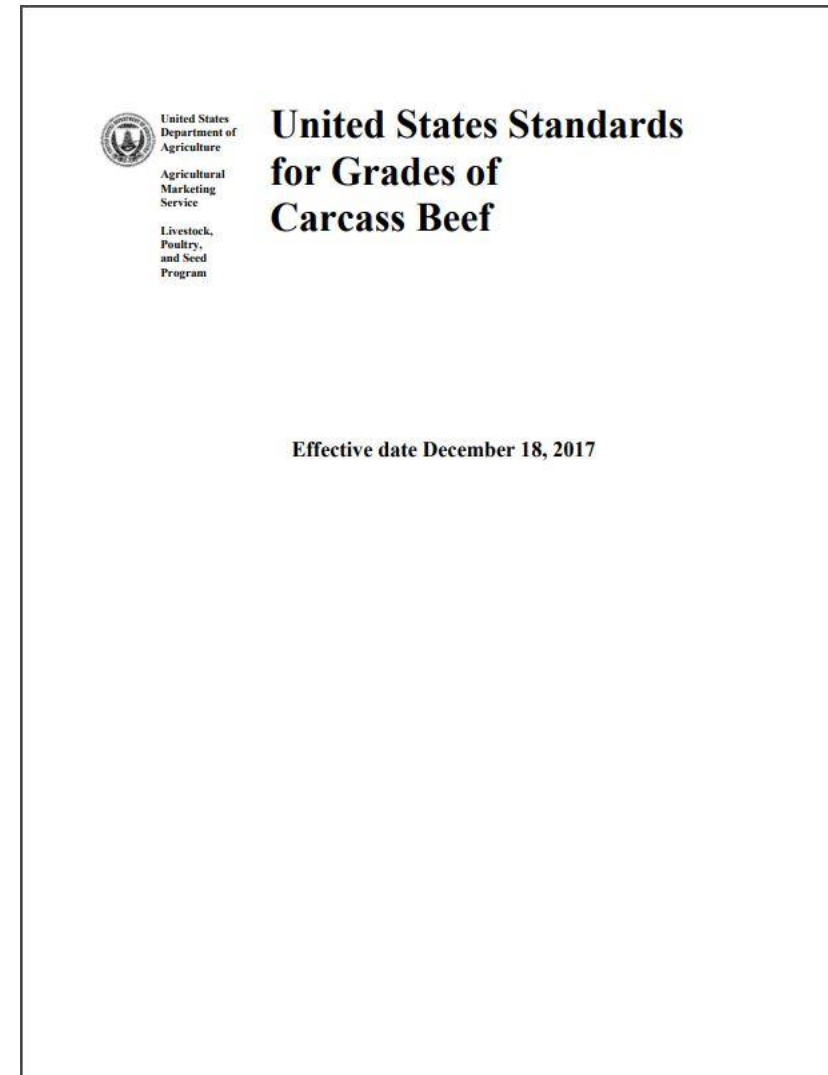 United States
Department of
Agriculture
Agricultural
Marketing
Service
Livestock,
Poultry,
and Seed
Program
United States Standards
for Grades of
Carcass Beef
Effective date December 18, 2017